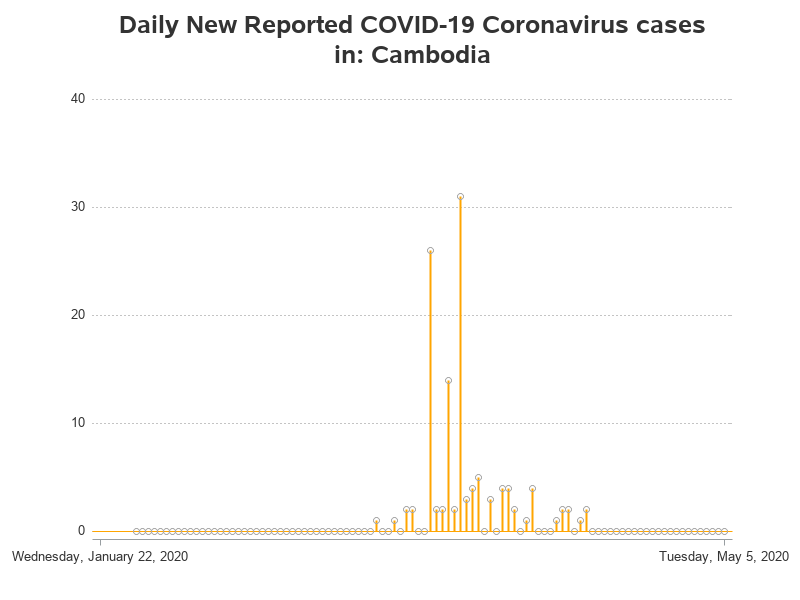 Daily New Reported COVID-19 Coronavirus cases
in: Cambodia
40
30
20
10
0
Wednesday, January 22, 2020
Tuesday, May 5, 2020